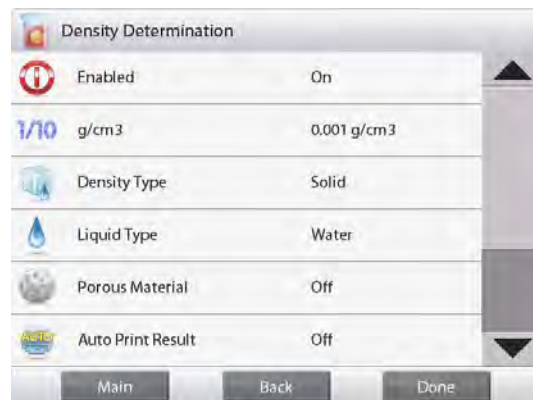 Density Determination
Enabled On
1/10 g/cm3 0.001 g/cm3
Density Type Solid
Liquid Type Water
Porous Material Off
AUTO Auto Print Result Off
Main Back Done